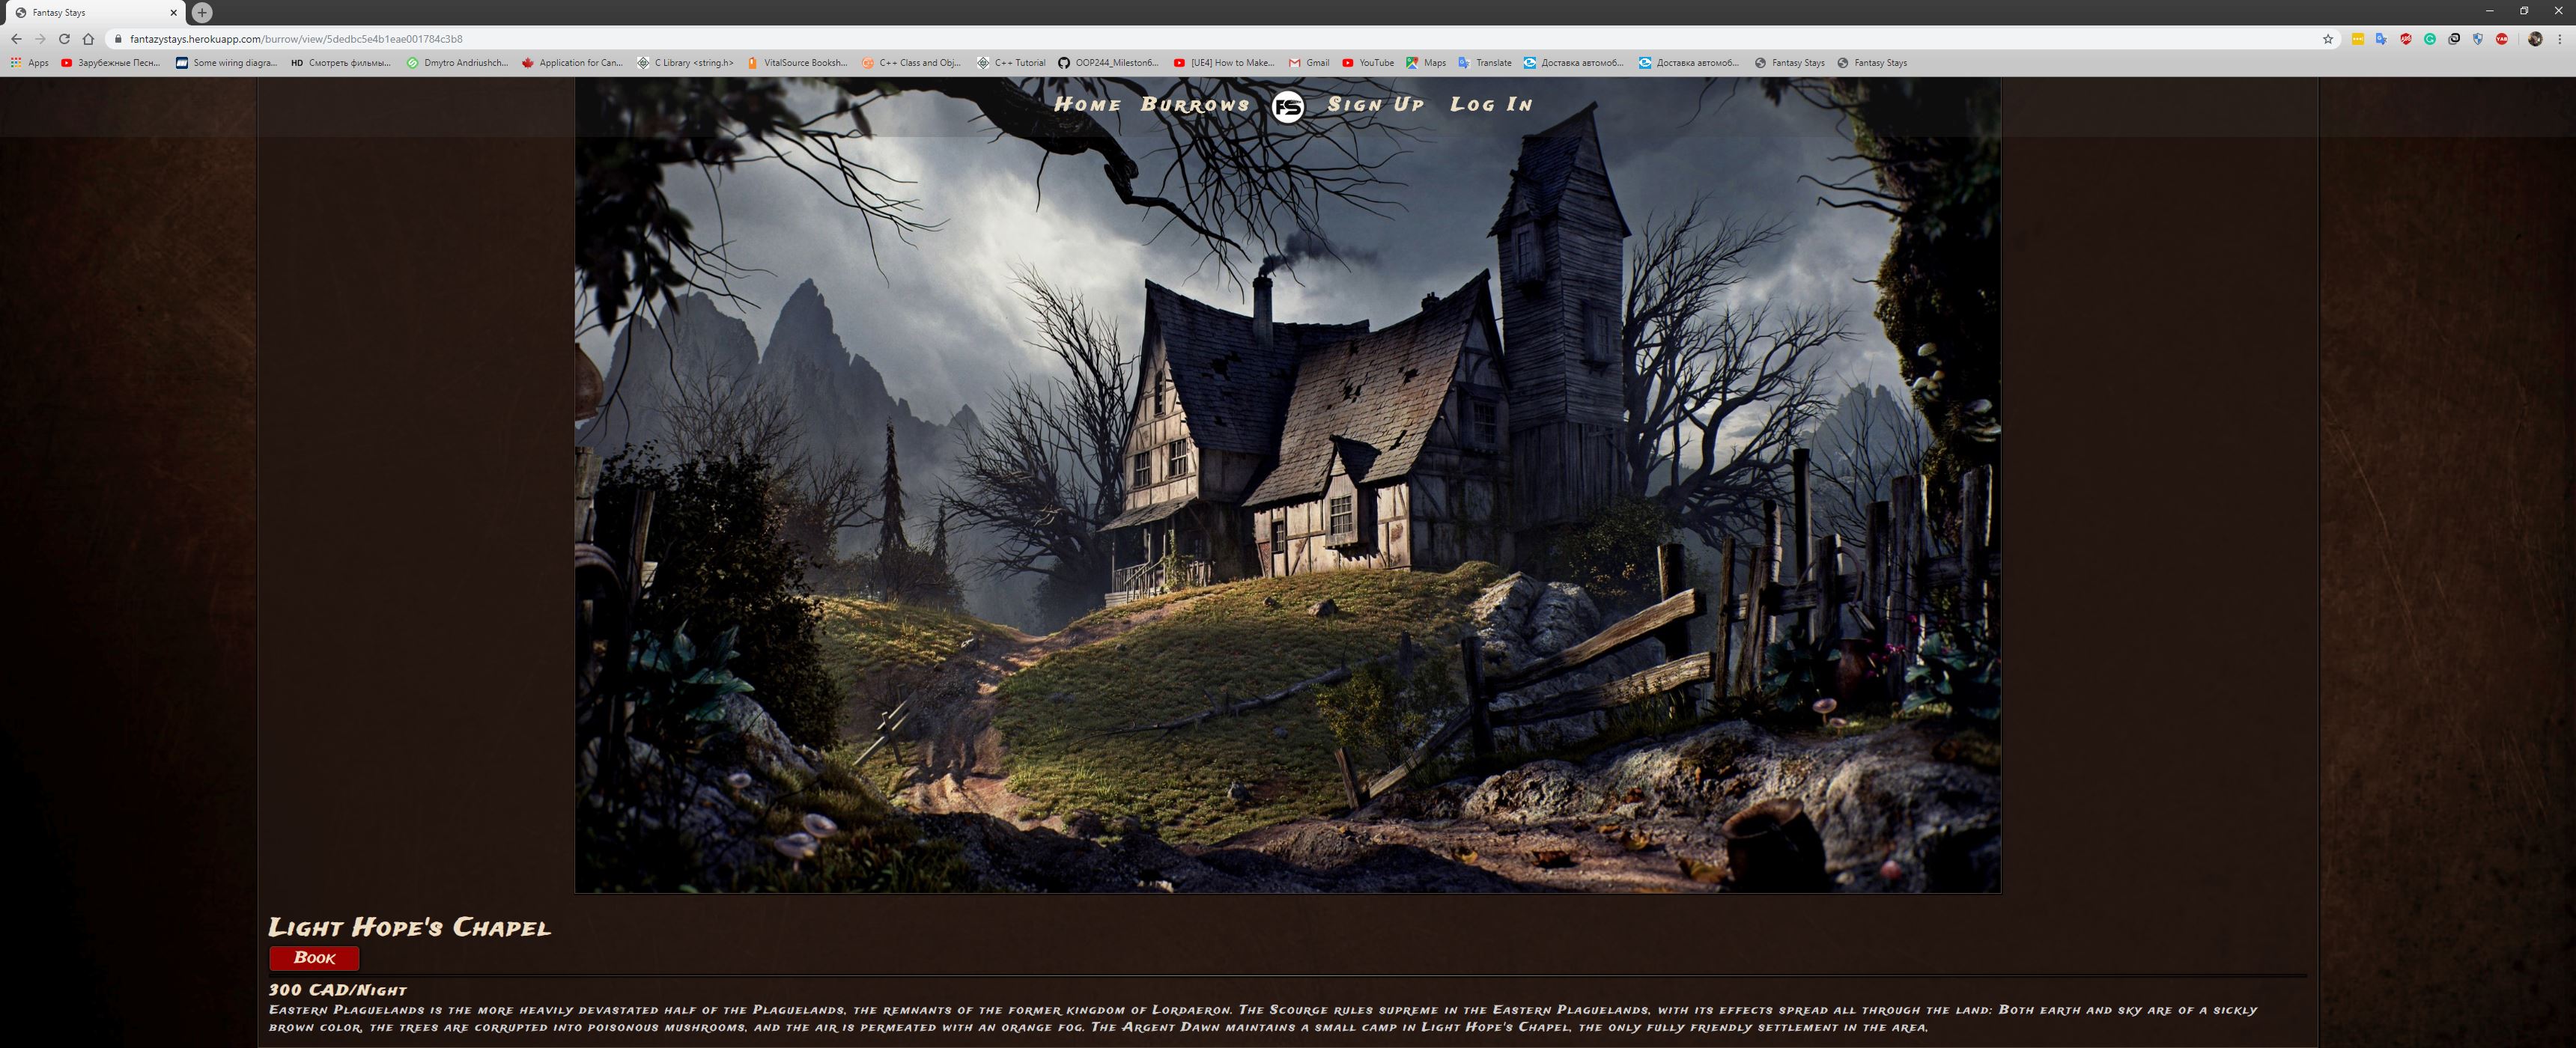 Fantasy Stays
fantazystays.herokuapp.com/burrow/view/5dedbc5e4b1eae001784c3b8
Apps Зарубежные Песн... Some wiring diagra... HD Смотреть фильмы... Dmytro Andriushch... Application for Can... C Library <string.h> VitalSource Booksh... C++ Class and Obj... C++ Tutorial OOP244_Mileston6... [UE4] How to Make... Gmail YouTube Maps Translate Доставка автомоб... Доставка автомоб... Fantasy Stays Fantasy Stays
Home Burrows FS Sign Up Log In
Light Hope's Chapel
Book
300 CAD/Night
Eastern Plaguelands is the more heavily devastated half of the Plaguelands, the remnants of the former kingdom of Lordaeron. The Scourge rules supreme in the Eastern Plaguelands, with its effects spread all through the land: Both earth and sky are of a sickly
brown color, the trees are corrupted into poisonous mushrooms, and the air is permeated with an orange fog. The Argent Dawn maintains a small camp in Light Hope's Chapel, the only fully friendly settlement in the area.